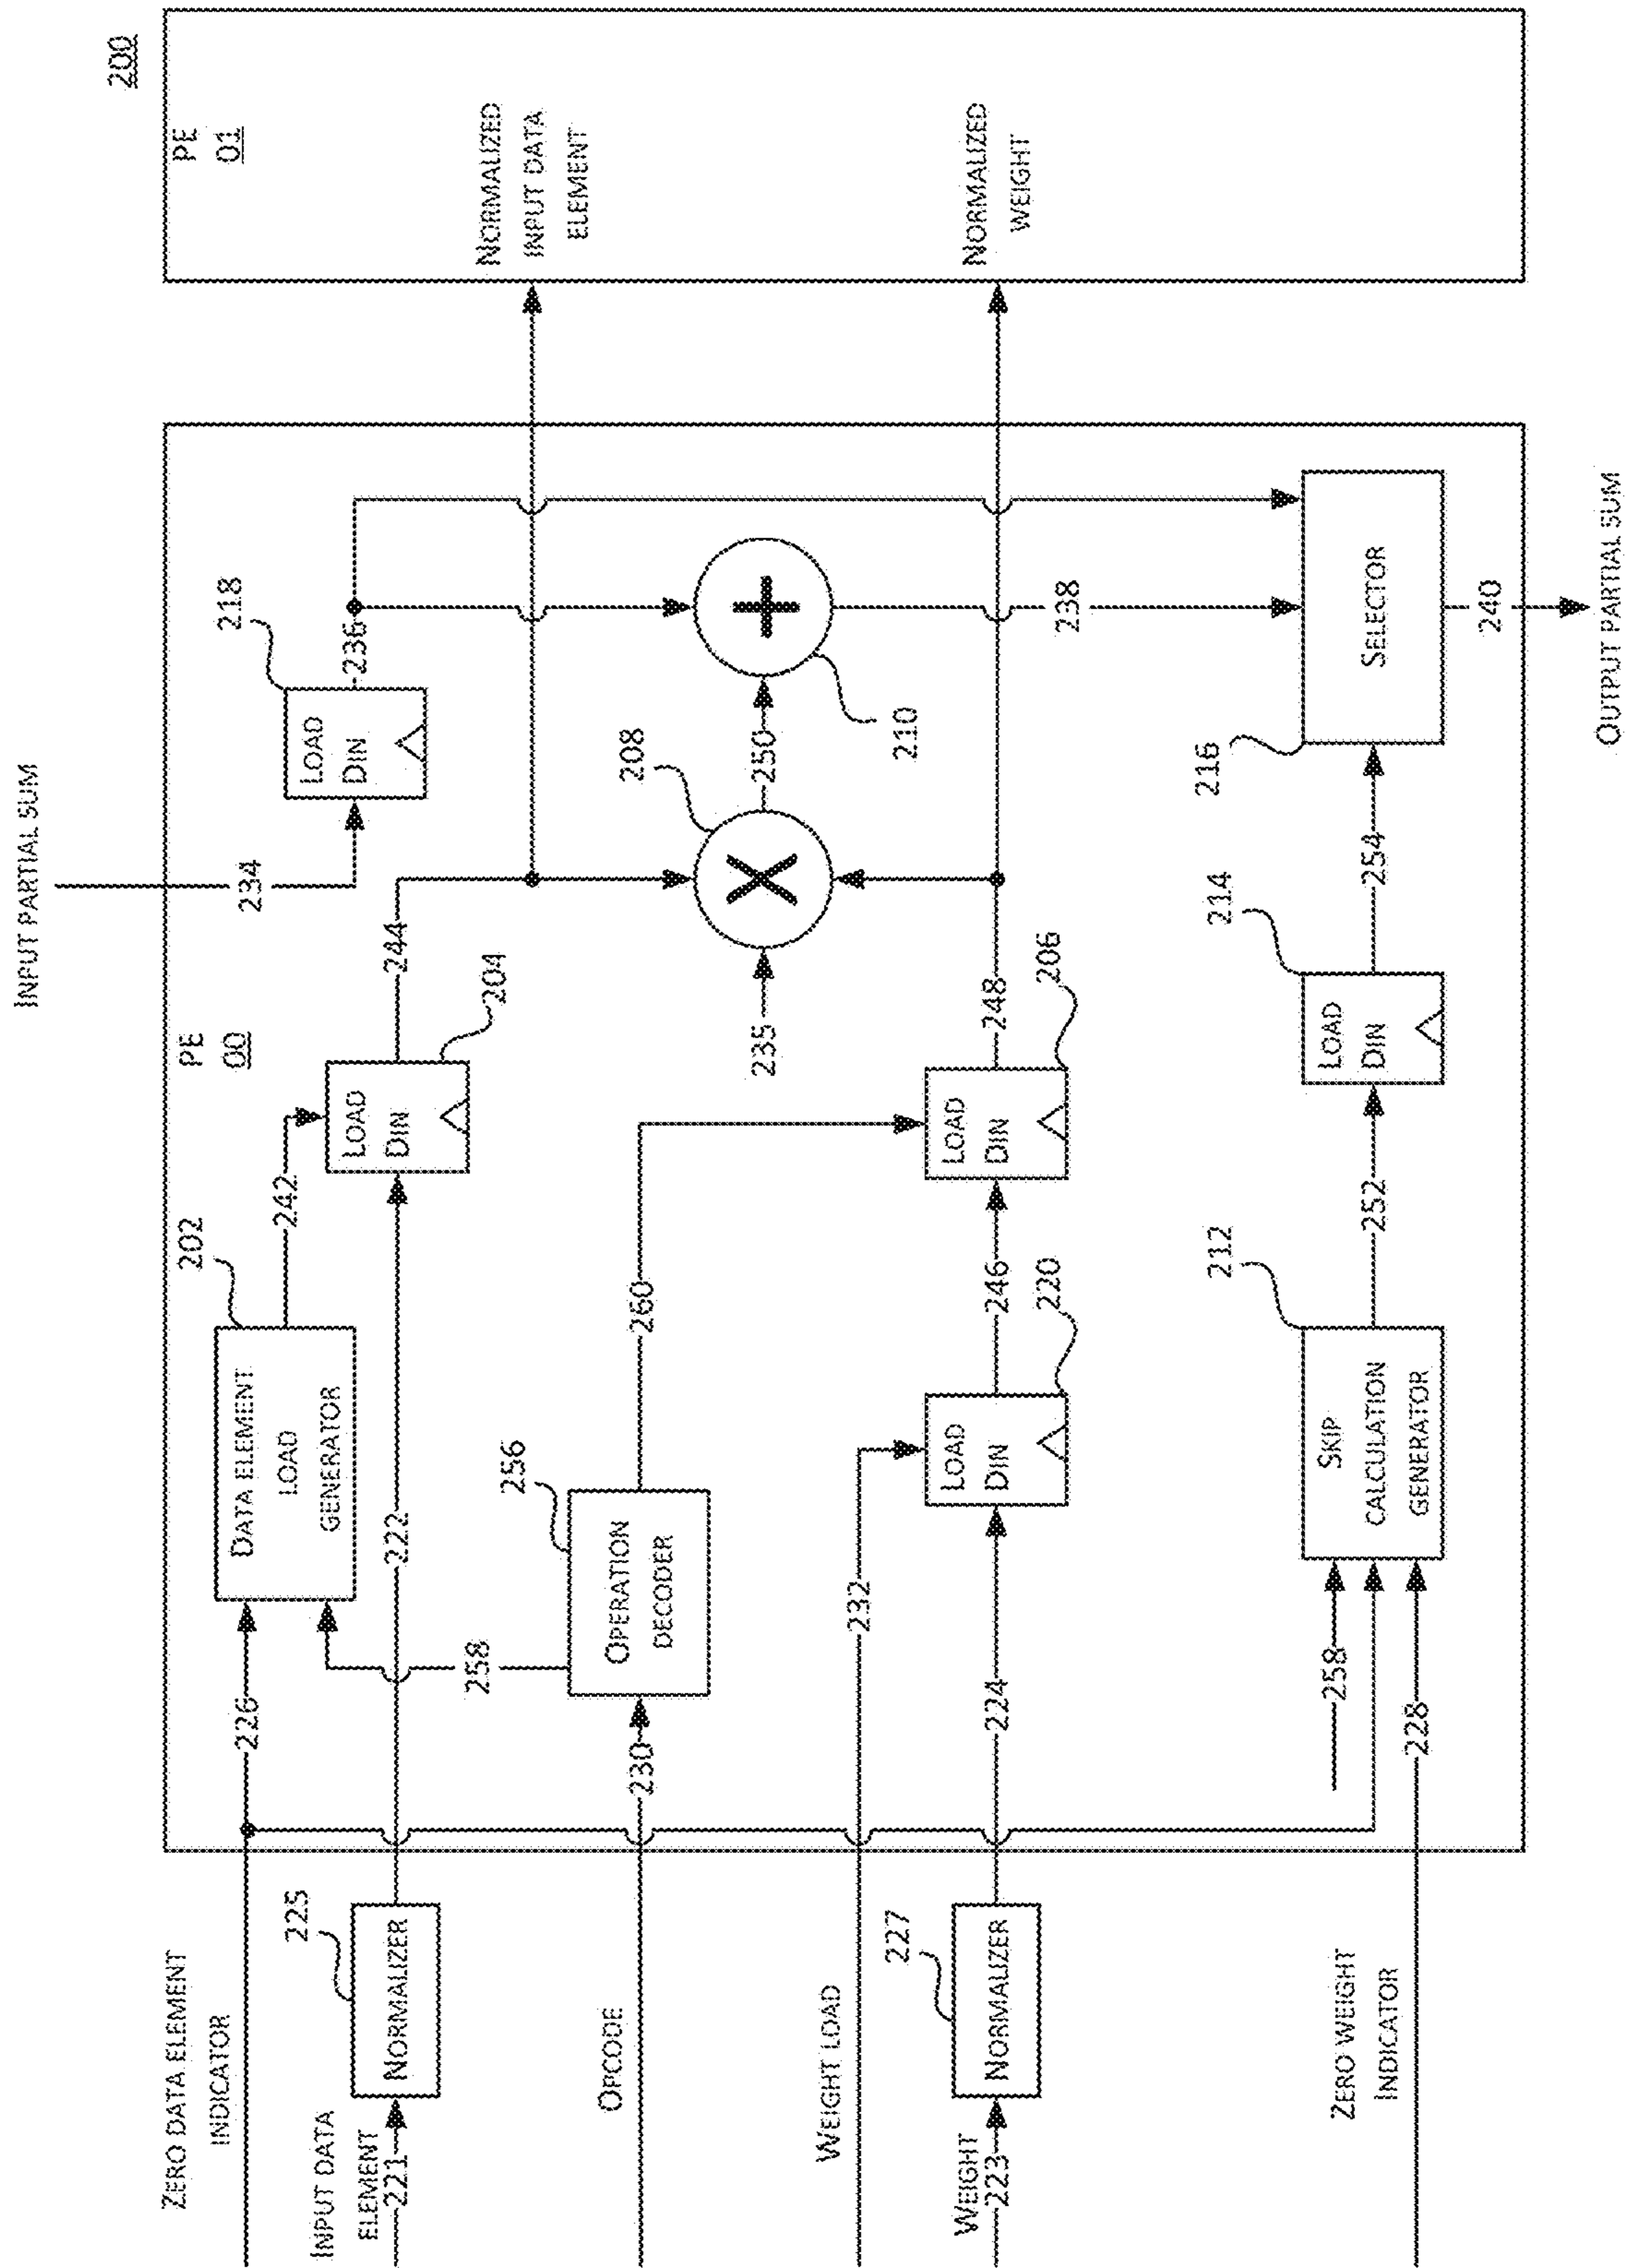 200
INPUT PARTIAL SUM
PE
00
PE
01
234
218
LOAD
DIN
236
ZERO DATA ELEMENT
INDICATOR
226
DATA ELEMENT
LOAD
GENERATOR
202
242
LOAD
DIN
204
244
NORMALIZED
INPUT DATA
ELEMENT
INPUT DATA
ELEMENT
221
NORMALIZER
225
222
258
OPCODE
230
OPERATION
DECODER
256
260
235
208
250
210
WEIGHT LOAD
232
WEIGHT
223
NORMALIZER
227
224
LOAD
DIN
220
246
LOAD
DIN
206
248
NORMALIZED
WEIGHT
238
258
ZERO WEIGHT
INDICATOR
228
SKIP
CALCULATION
GENERATOR
212
252
LOAD
DIN
214
254
SELECTOR
216
240
OUTPUT PARTIAL SUM